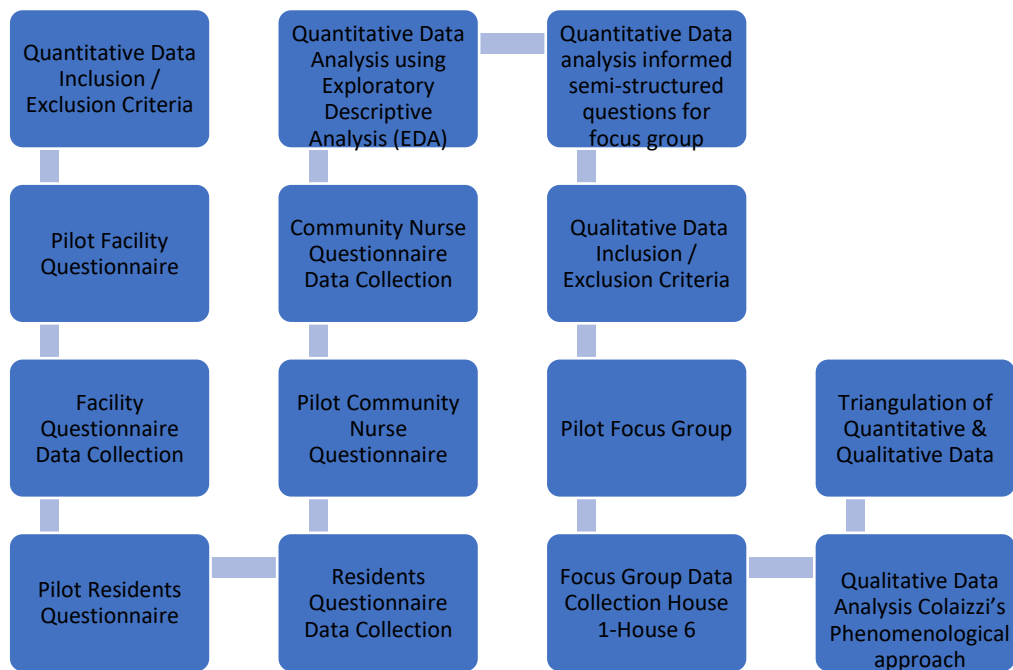 Quantitative Data
Inclusion /
Exclusion Criteria
Pilot Facility
Questionnaire
Facility
Questionnaire
Data Collection
Pilot Residents
Questionnaire
Residents
Questionnaire
Data Collection
Pilot Community
Nurse
Questionnaire
Community Nurse
Questionnaire
Data Collection
Quantitative Data
Analysis using
Exploratory
Descriptive
Analysis (EDA)
Quantitative Data
analysis informed
semi-structured
questions for
focus group
Qualitative Data
Inclusion /
Exclusion Criteria
Pilot Focus Group
Focus Group Data
Collection House
1-House 6
Qualitative Data
Analysis Colaizzi’s
Phenomenological
approach
Triangulation of
Quantitative &
Qualitative Data